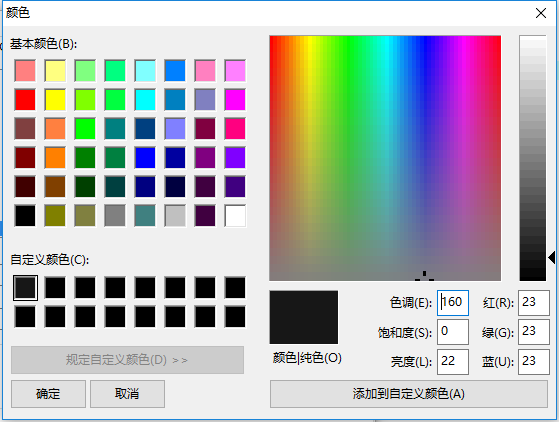 颜色
基本颜色(B):
自定义颜色(C):
规定自定义颜色(D) >>
确定
取消
颜色|纯色(O)
色调(E): 160
红(R): 23
饱和度(S): 0
绿(G): 23
亮度(L): 22
蓝(U): 23
添加到自定义颜色(A)